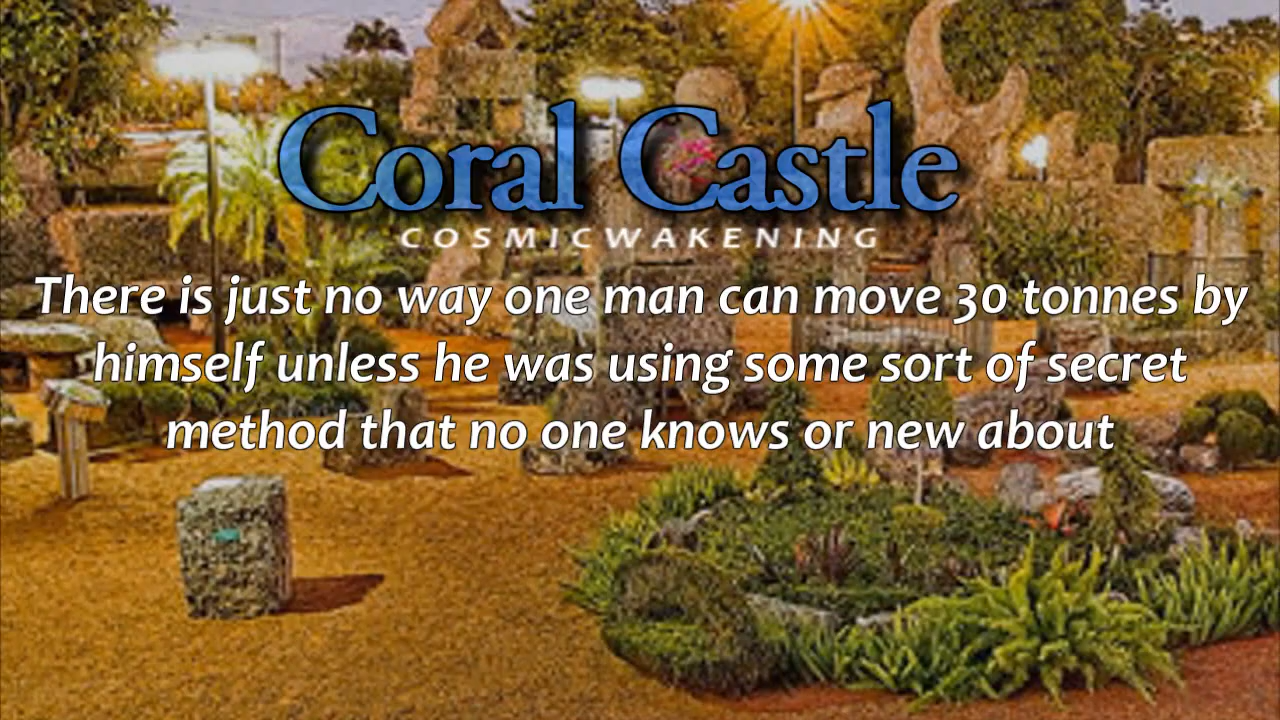 Coral Castle
COSMICWAKENING
There is just no way one man can move 30 tonnes by
himself unless he was using some sort of secret
method that no one knows or new about